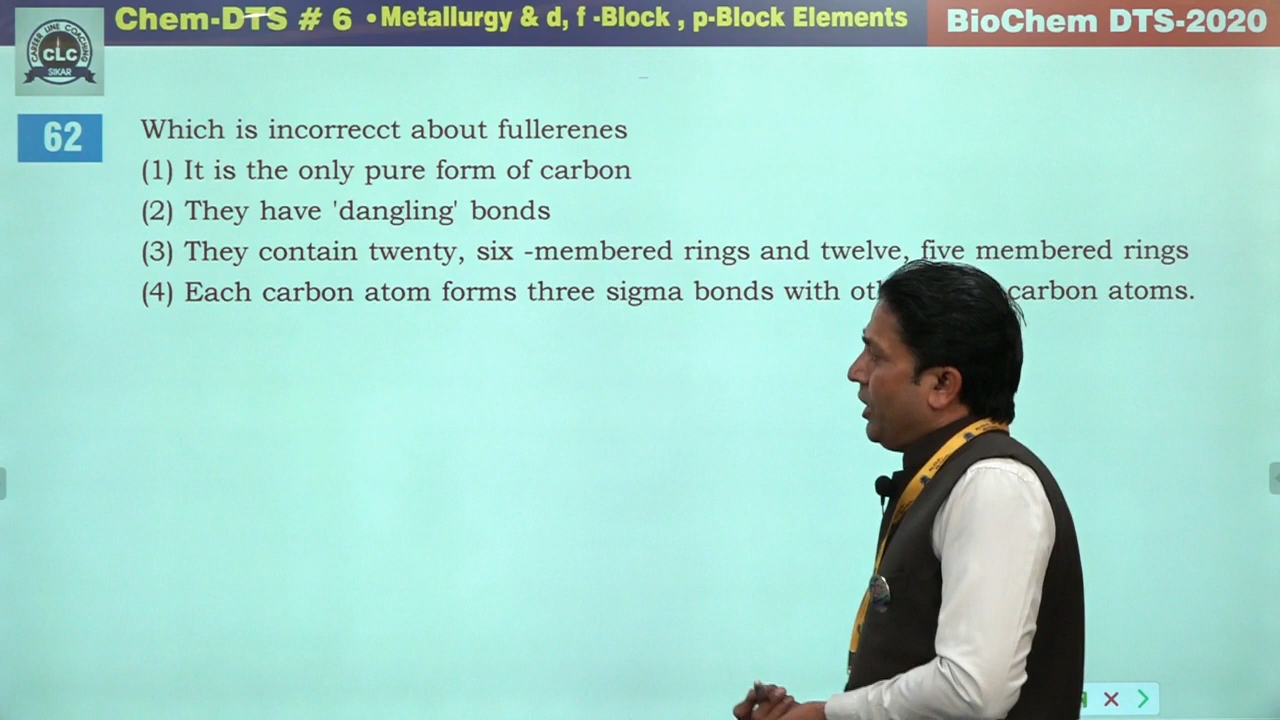 Chem-DTS # 6 •Metallurgy & d, f -Block , p-Block Elements
BioChem DTS-2020
CAREER LINE COACHING
CLC
SIKAR
62
Which is incorrecct about fullerenes
(1) It is the only pure form of carbon
(2) They have 'dangling' bonds
(3) They contain twenty, six -membered rings and twelve, five membered rings
(4) Each carbon atom forms three sigma bonds with carbon atoms.